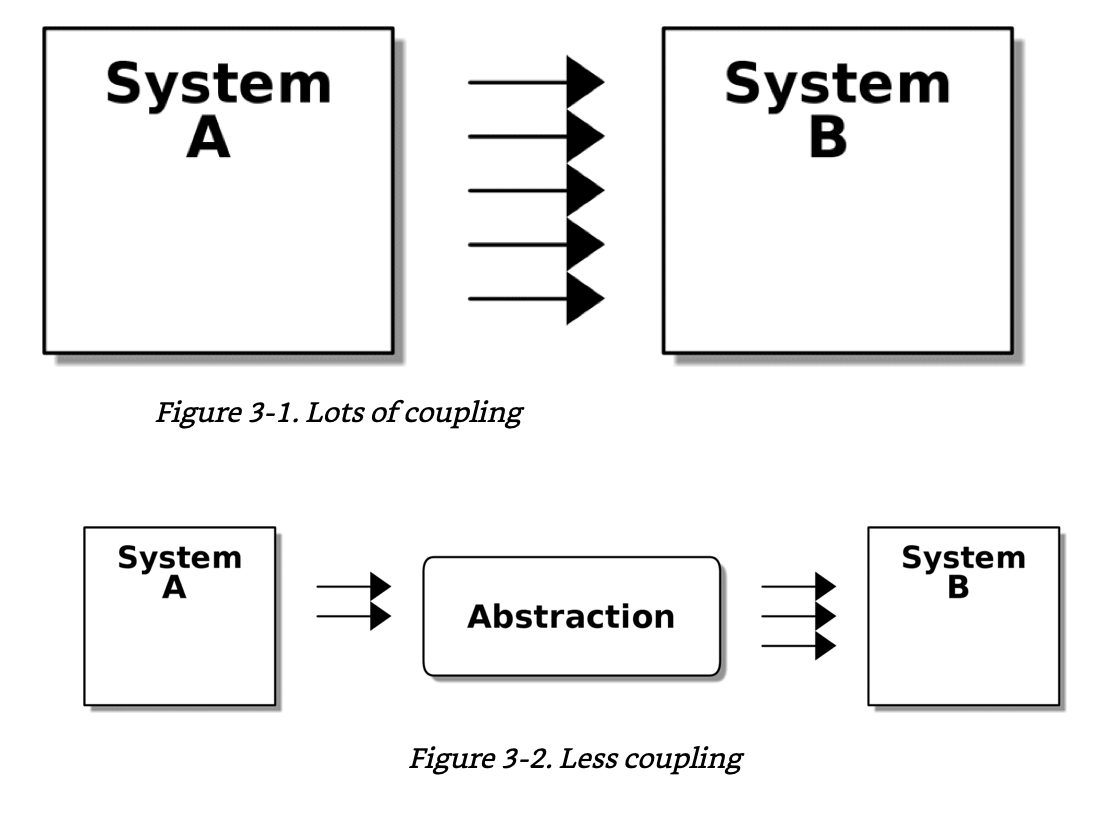 System
A
System
B
Figure 3-1. Lots of coupling
System
A
Abstraction
System
B
Figure 3-2. Less coupling